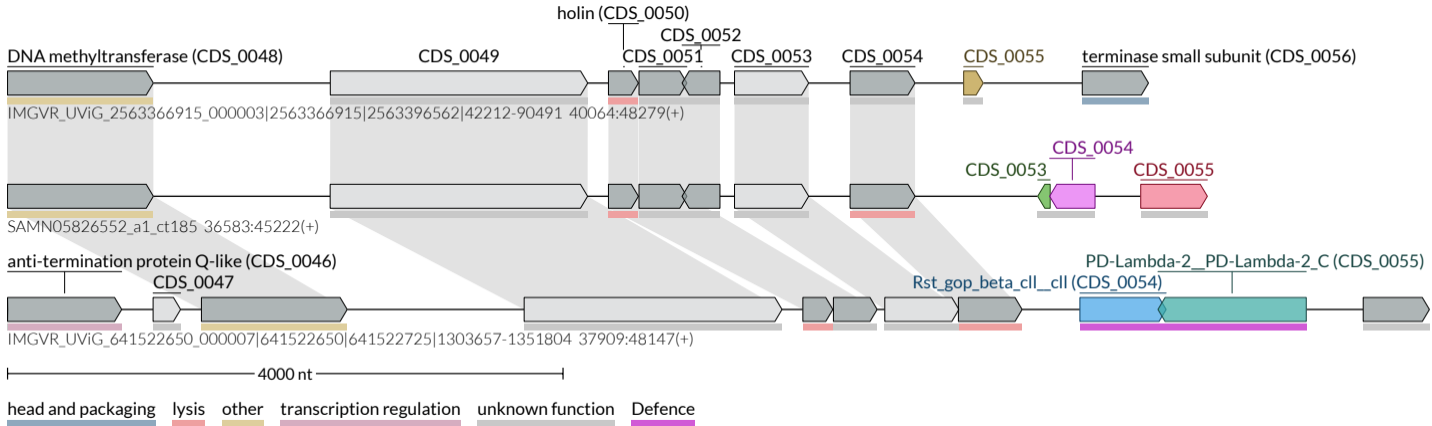 holin (CDS_0050)
CDS_0052
DNA methyltransferase (CDS_0048) CDS_0049 CDS_0051 CDS_0053 CDS_0054 CDS_0055 terminase small subunit (CDS_0056)
IMGVR_UViG_2563366915_000003|2563366915|2563396562|42212-90491 40064:48279(+)
CDS_0054
CDS_0053 CDS_0055
SAMN05826552_a1_ct185 36583:45222(+)
anti-termination protein Q-like (CDS_0046) PD-Lambda-2__PD-Lambda-2_C (CDS_0055)
CDS_0047 Rst_gop_beta_cll__cll (CDS_0054)
IMGVR_UViG_641522650_000007|641522650|641522725|1303657-1351804 37909:48147(+)
4000 nt
head and packaging lysis other transcription regulation unknown function Defence